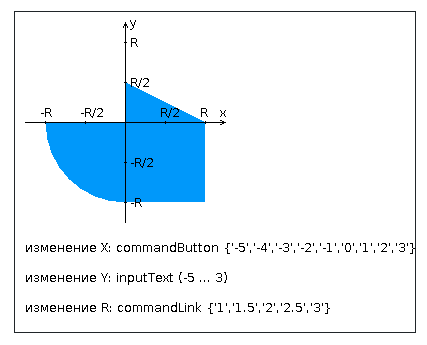 y
R
R/2
-R -R/2 R/2 R x
-R/2
-R
изменение X: commandButton {'-5','-4','-3','-2','-1','0','1','2','3'}
изменение Y: inputText (-5 ... 3)
изменение R: commandLink {'1','1.5','2','2.5','3'}